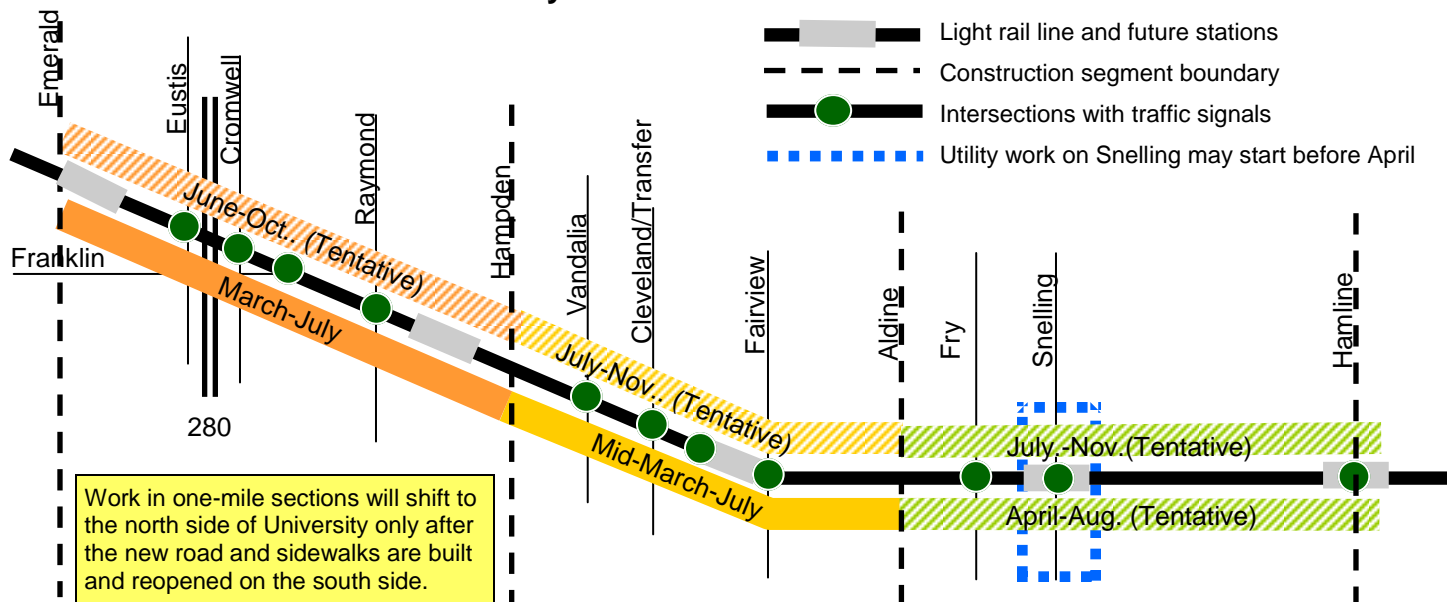 Light rail line and future stations
Construction segment boundary
Intersections with traffic signals
Utility work on Snelling may start before April
Emerald
Eustis
Cromwell
Raymond
Hampden
Vandalia
Cleveland/Transfer
Fairview
Aldine
Fry
Snelling
Hamline
Franklin
280
June-Oct.. (Tentative)
March-July
July-Nov.. (Tentative)
Mid-March-July
July.-Nov.(Tentative)
April-Aug. (Tentative)
Work in one-mile sections will shift to
the north side of University only after
the new road and sidewalks are built
and reopened on the south side.